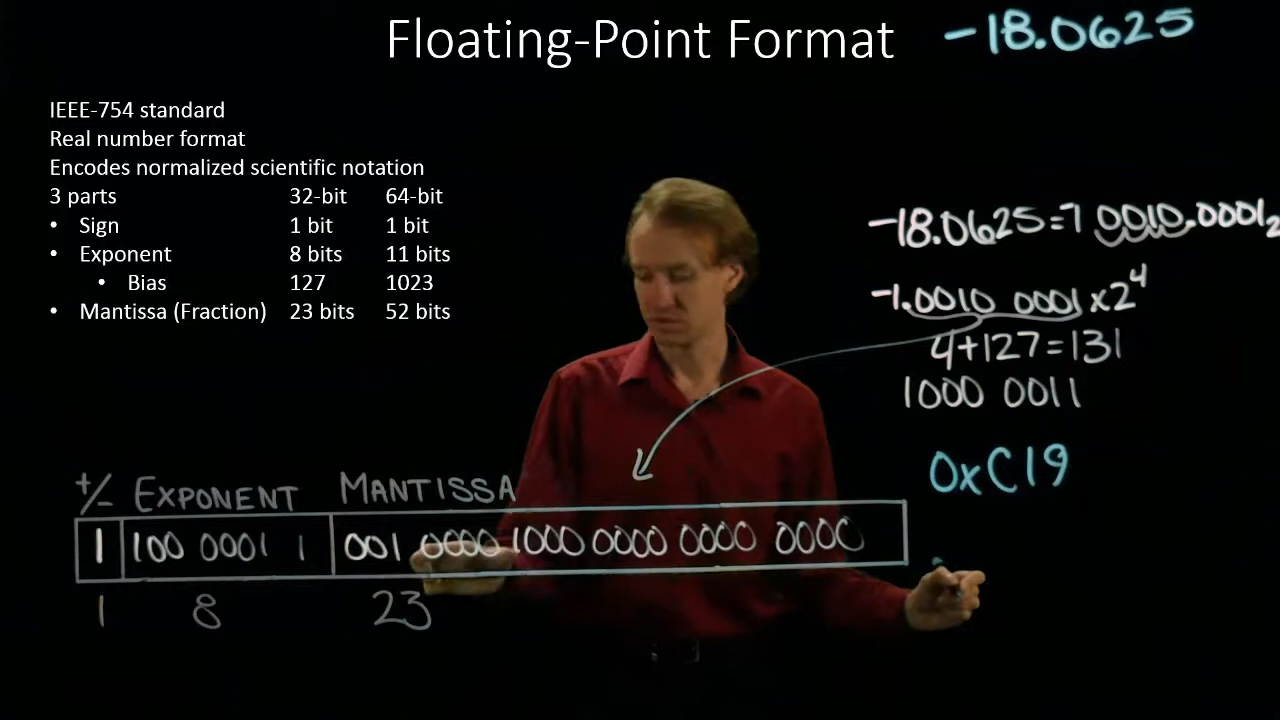 Floating-Point Format
-18.0625
IEEE-754 standard
Real number format
Encodes normalized scientific notation
3 parts 32-bit 64-bit
• Sign 1 bit 1 bit
• Exponent 8 bits 11 bits
• Bias 127 1023
• Mantissa (Fraction) 23 bits 52 bits
-18.0625=1 0010.0001₂
-1.0010 0001x2⁴
4+127=131
1000 0011
0xC19
+/- EXPONENT MANTISSA
1 100 0001 1 001 0000 1000 0000 0000 0000
1 8 23